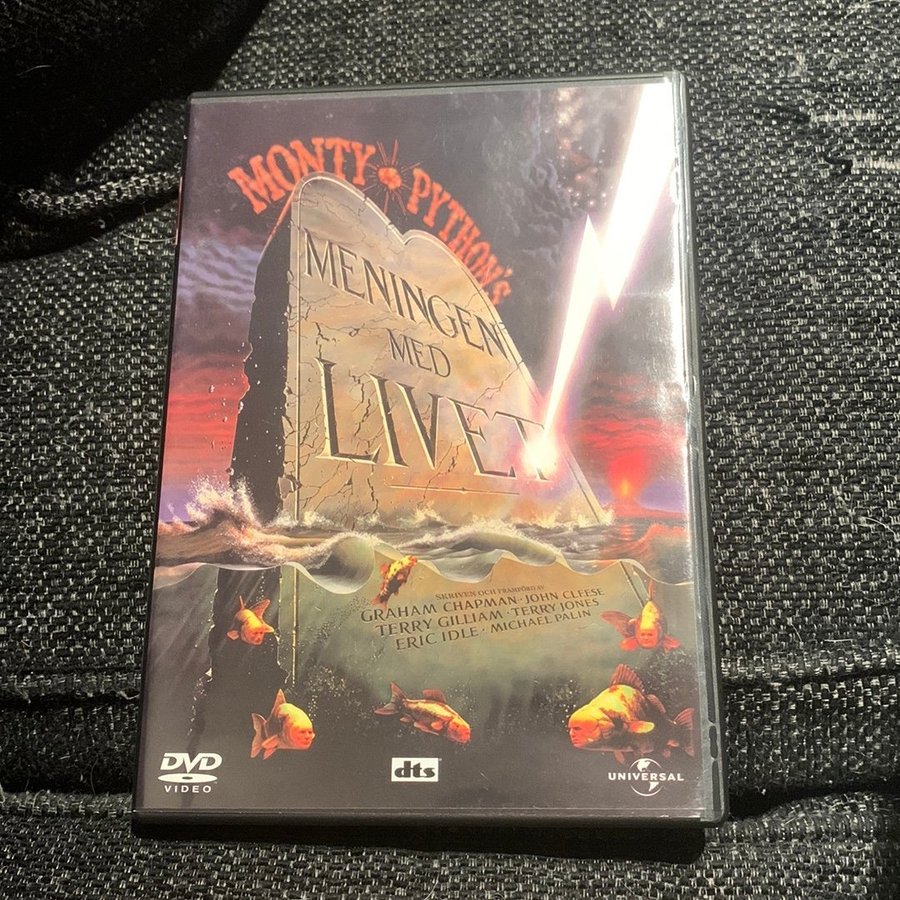 MONTY PYTHON'S
MENINGEN
MED
LIVET
SKRIVEN OCH FRAMFÖRD AV
GRAHAM CHAPMAN · JOHN CLEESE
TERRY GILLIAM · TERRY JONES
ERIC IDLE · MICHAEL PALIN
DVD
VIDEO
dts
UNIVERSAL